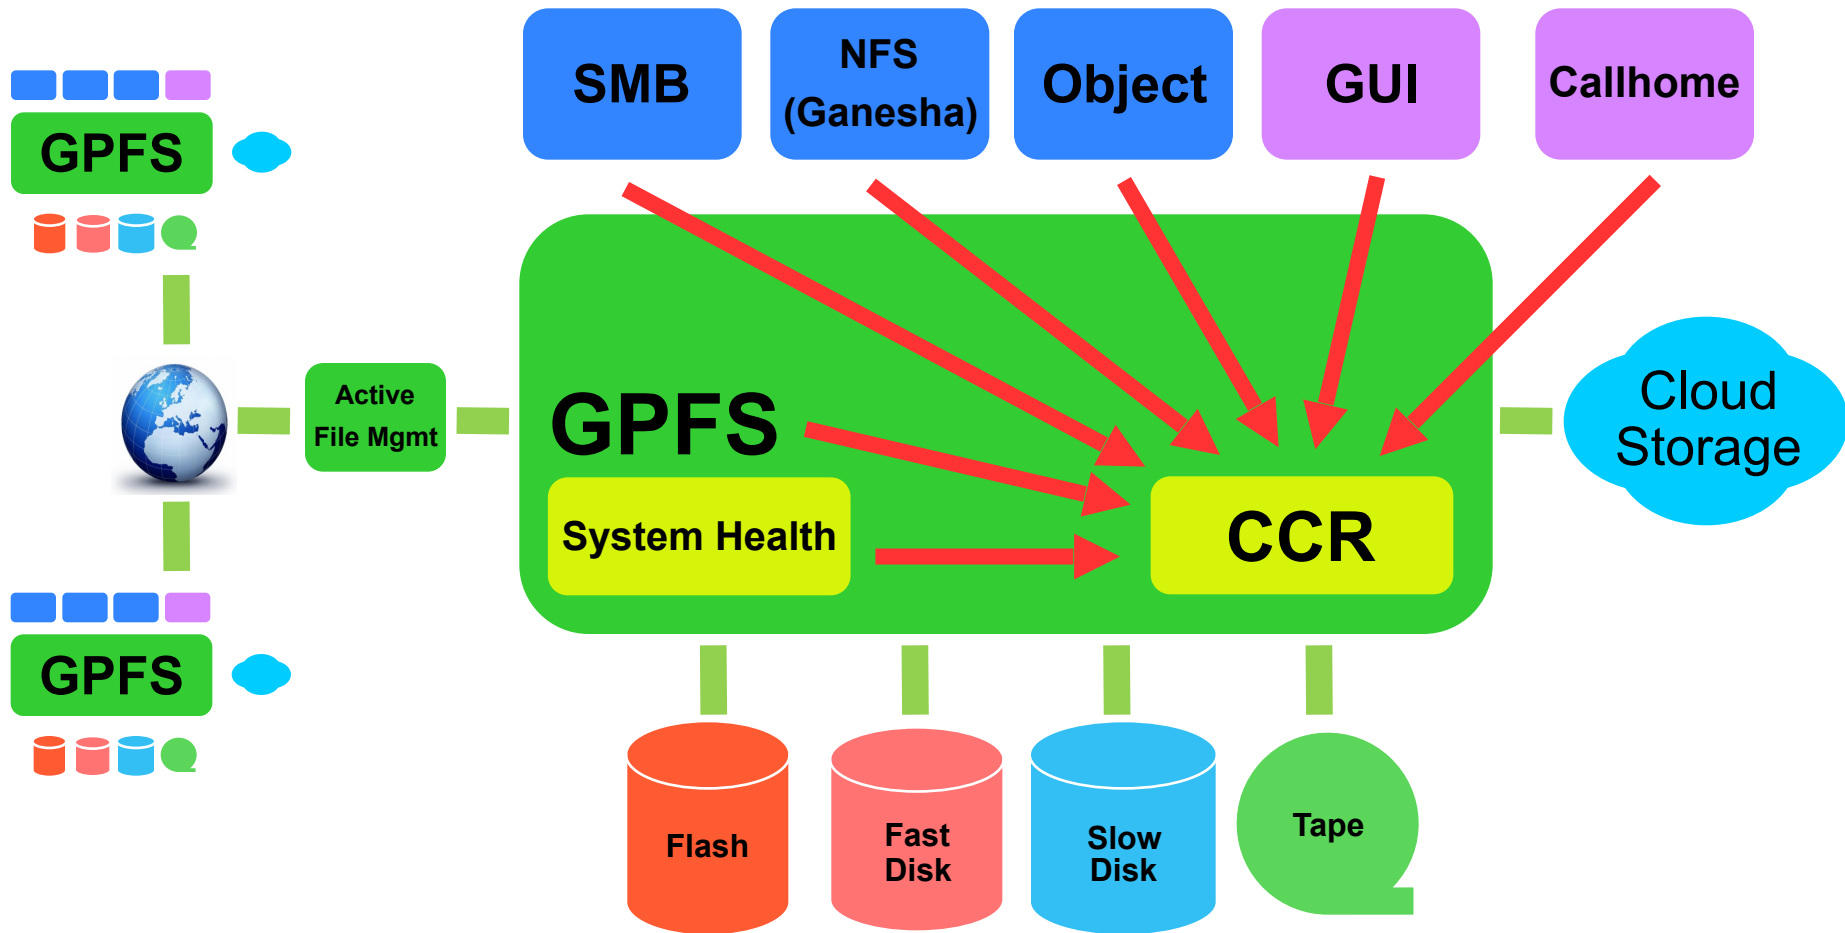 SMB
NFS
(Ganesha)
Object
GUI
Callhome
GPFS
Active
File Mgmt
GPFS
System Health
CCR
Cloud
Storage
GPFS
Flash
Fast
Disk
Slow
Disk
Tape